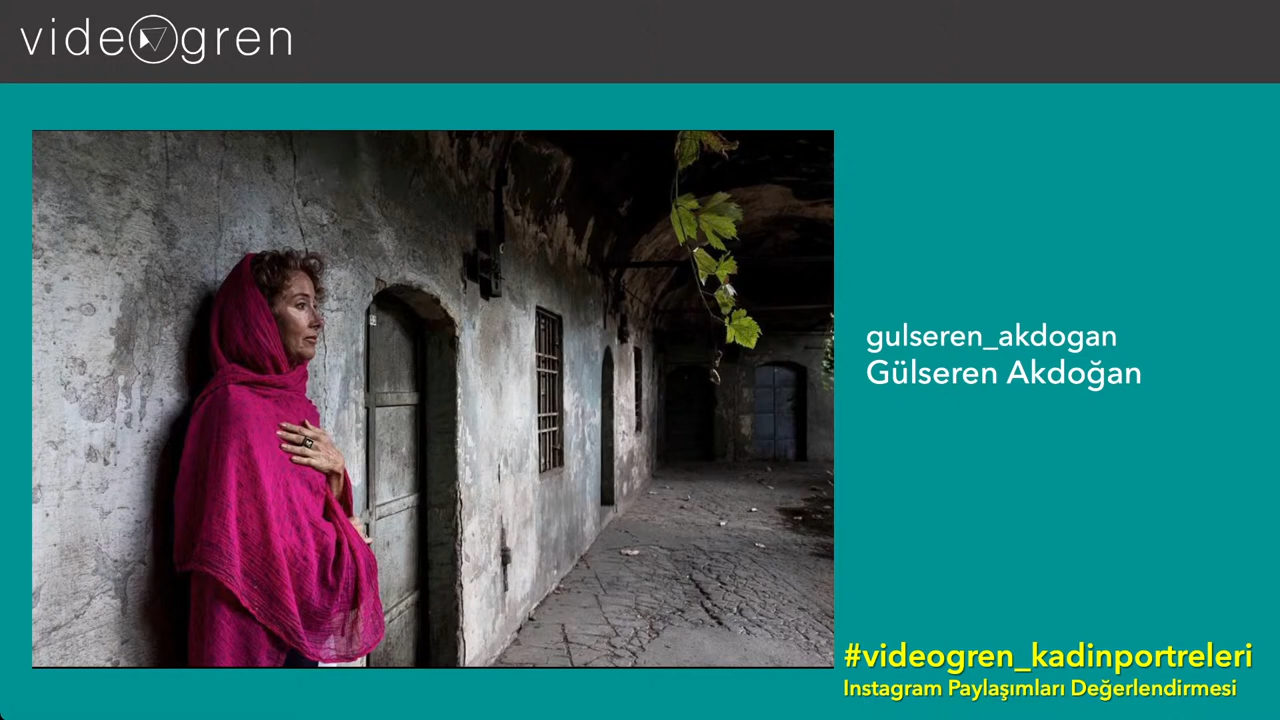 videogren
gulseren_akdogan
Gülseren Akdoğan
#videogren_kadinportreleri
Instagram Paylaşımları Değerlendirmesi